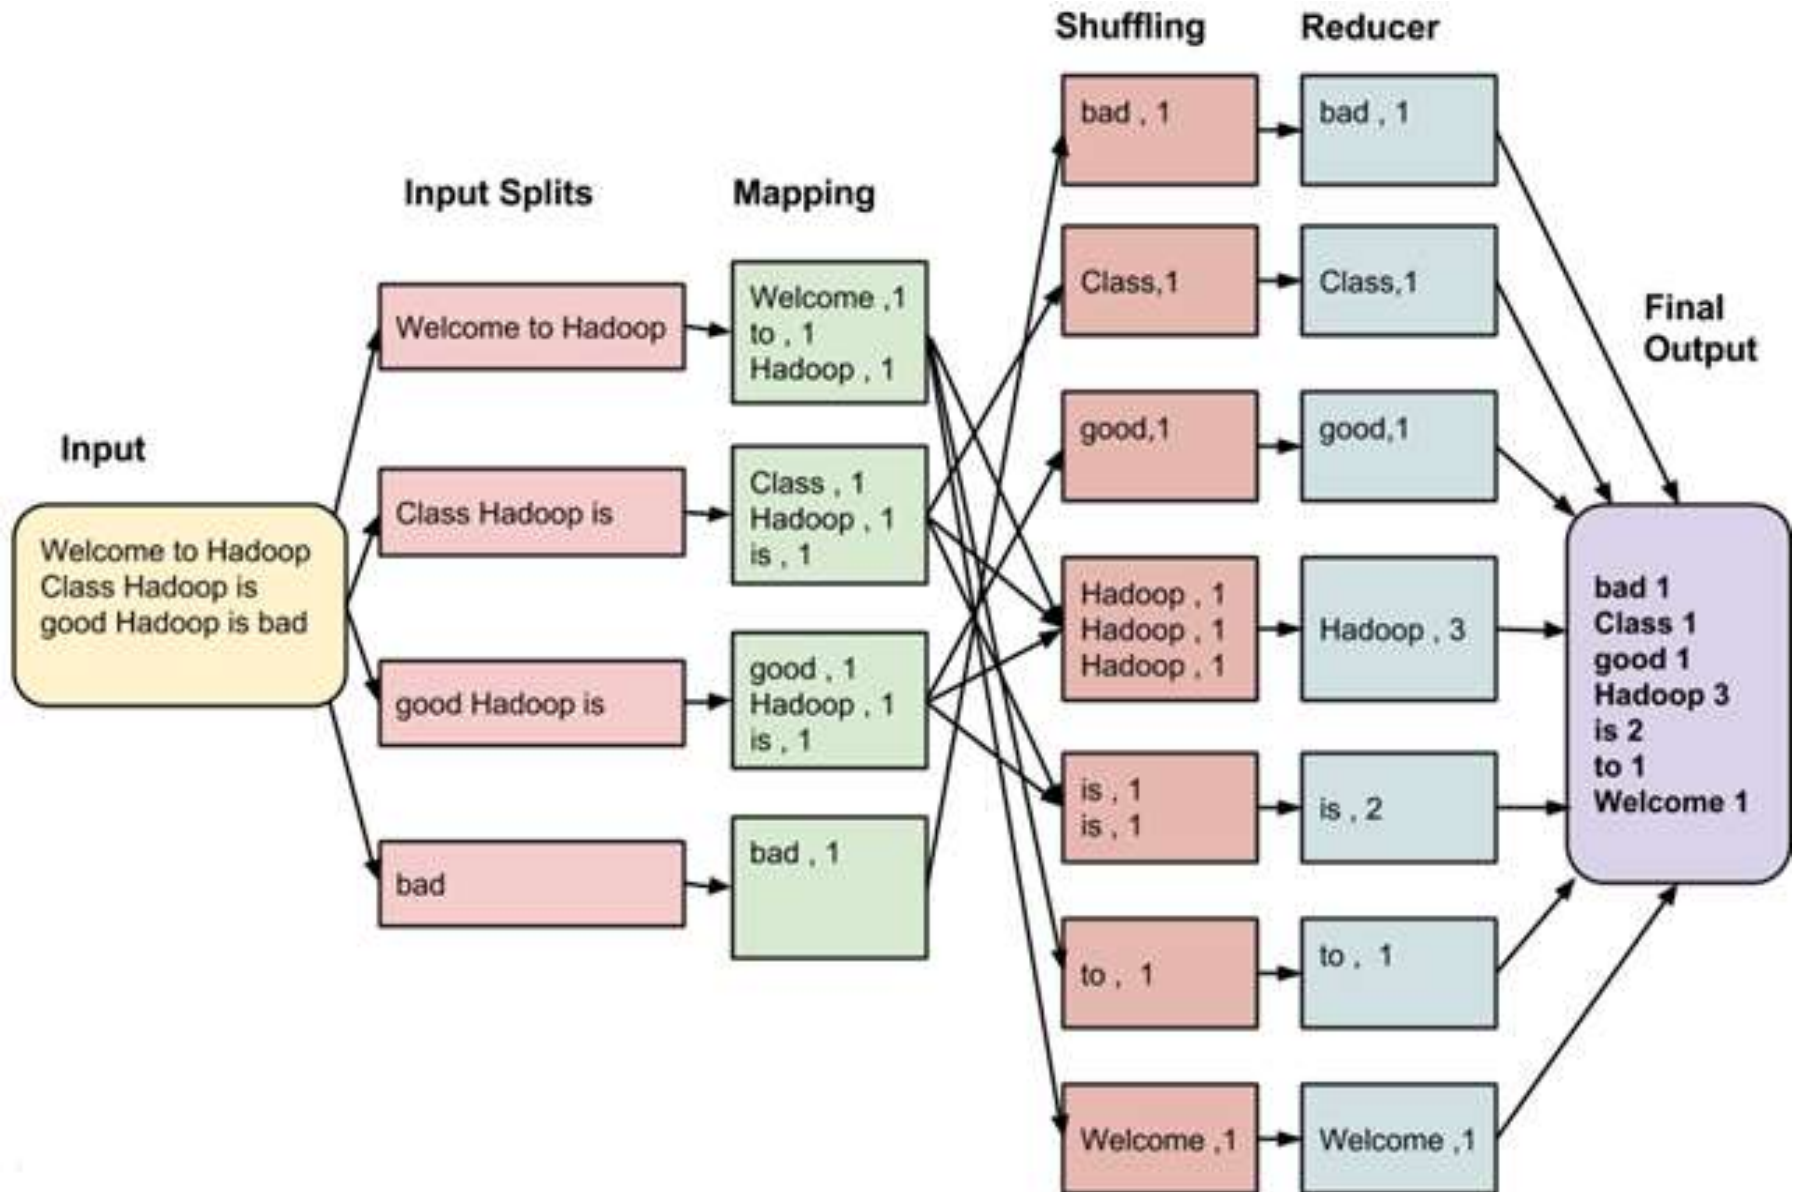 Input
Welcome to Hadoop
Class Hadoop is
good Hadoop is bad
Input Splits
Welcome to Hadoop
Class Hadoop is
good Hadoop is
bad
Mapping
Welcome ,1
to , 1
Hadoop , 1
Class , 1
Hadoop , 1
is , 1
good , 1
Hadoop , 1
is , 1
bad , 1
Shuffling
bad , 1
Class,1
good,1
Hadoop , 1
Hadoop , 1
Hadoop , 1
is , 1
is , 1
to , 1
Welcome ,1
Reducer
bad , 1
Class,1
good,1
Hadoop , 3
is , 2
to , 1
Welcome ,1
Final
Output
bad 1
Class 1
good 1
Hadoop 3
is 2
to 1
Welcome 1